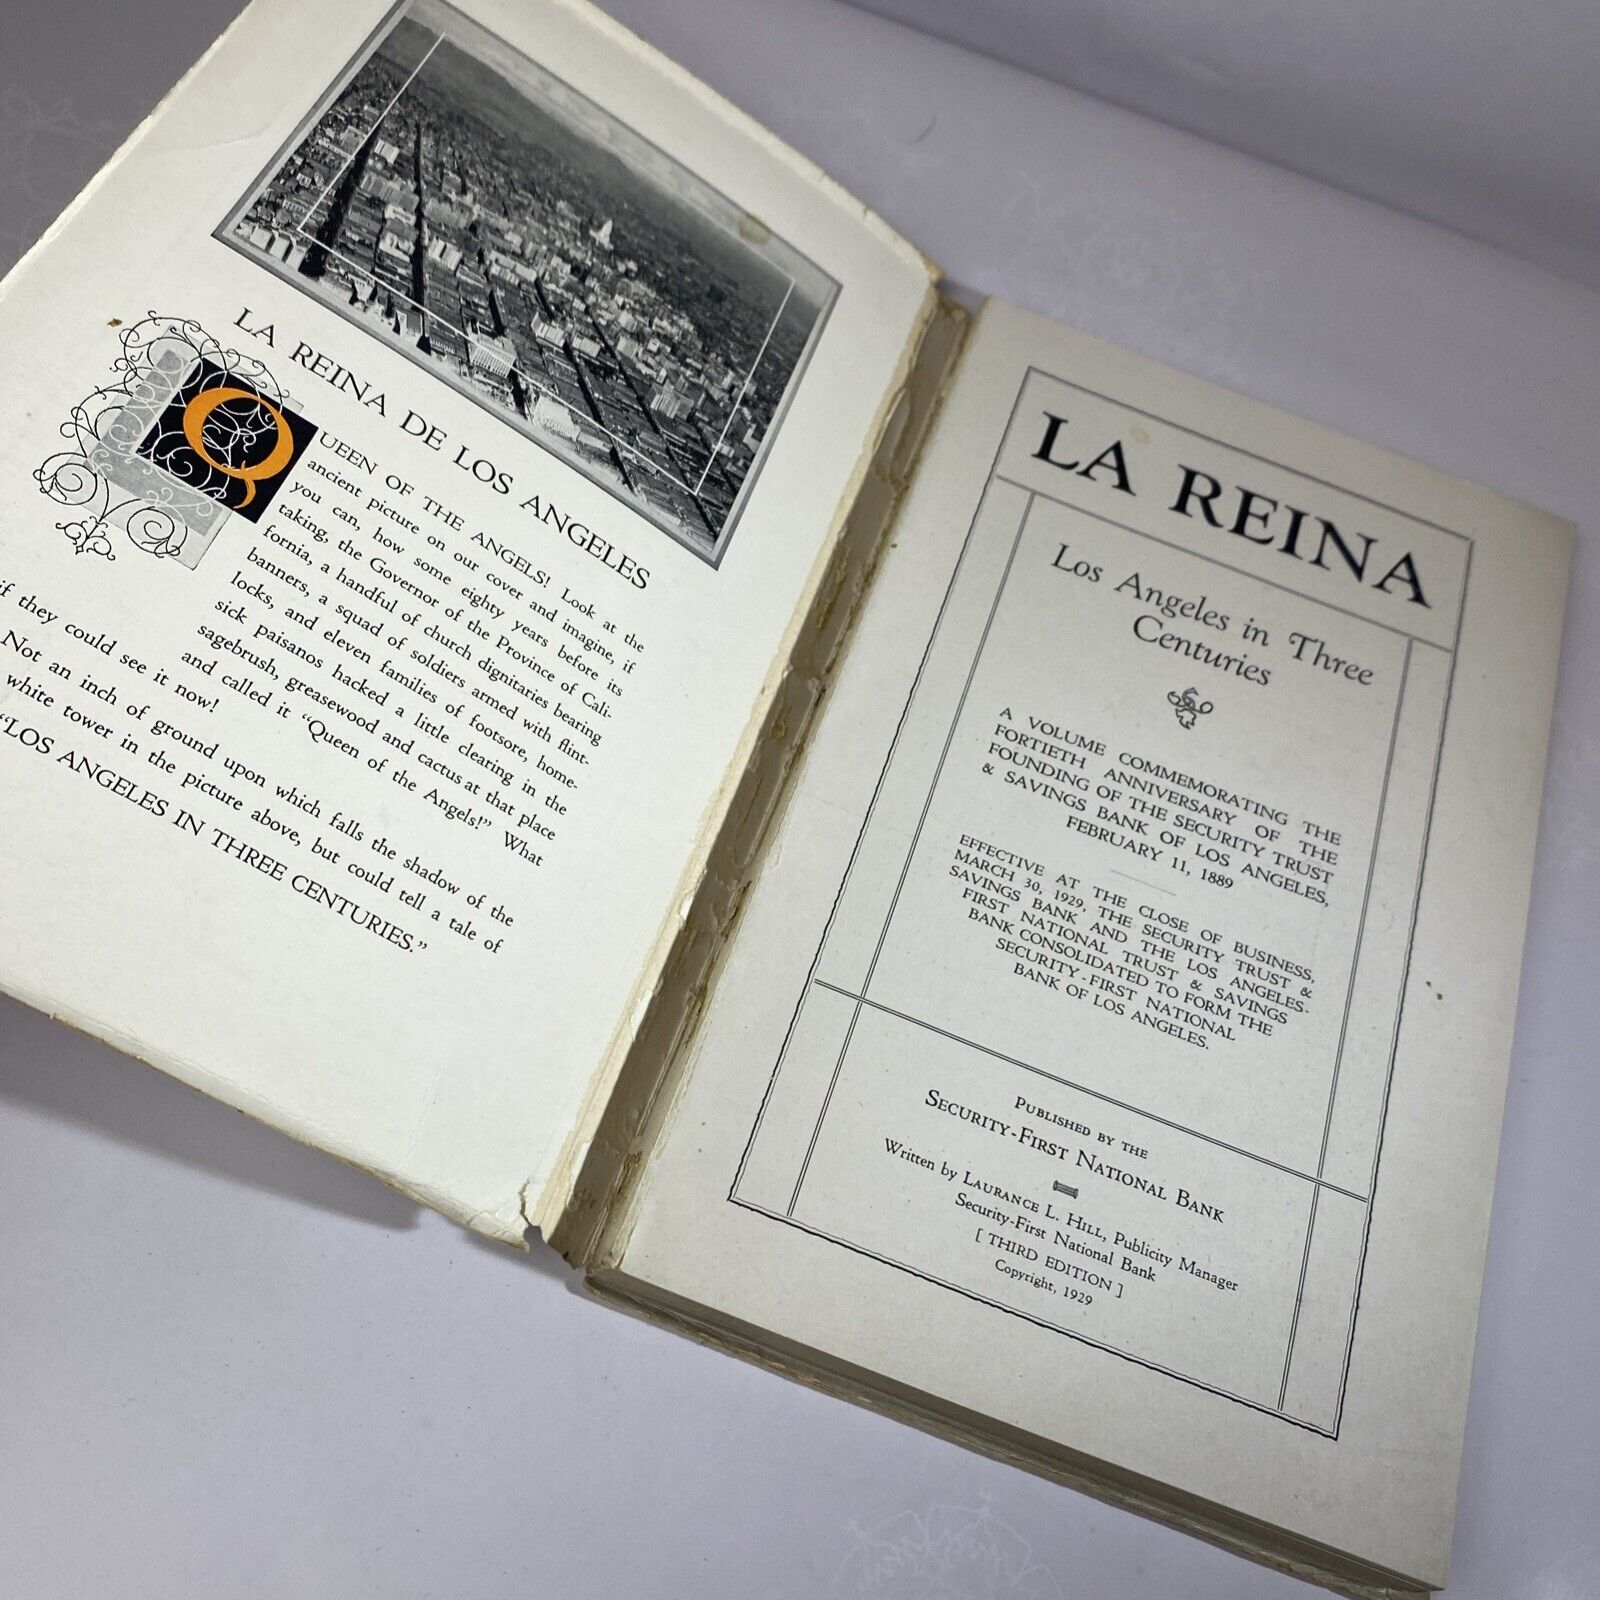 LA REINA DE LOS ANGELES
QUEEN OF THE ANGELS! Look at the
ancient picture on our cover and imagine, if
you can, how some eighty years before its
taking, the Governor of the Province of Cali-
fornia, a handful of church dignitaries bearing
banners, a squad of soldiers armed with flint-
locks, and eleven families of footsore, home-
sick paisanos hacked a little clearing in the
sagebrush, greasewood and cactus at that place
and called it "Queen of the Angels!" What
if they could see it now!
Not an inch of ground upon which falls the shadow of the
white tower in the picture above, but could tell a tale of
"LOS ANGELES IN THREE CENTURIES."
LA REINA
Los Angeles in Three
Centuries
A VOLUME COMMEMORATING THE
FORTIETH ANNIVERSARY OF THE
FOUNDING OF THE SECURITY TRUST
& SAVINGS BANK OF LOS ANGELES,
FEBRUARY 11, 1889
EFFECTIVE AT THE CLOSE OF BUSINESS,
MARCH 30, 1929, THE SECURITY TRUST &
SAVINGS BANK AND THE LOS ANGELES-
FIRST NATIONAL TRUST & SAVINGS
BANK CONSOLIDATED TO FORM THE
SECURITY-FIRST NATIONAL
BANK OF LOS ANGELES.
PUBLISHED BY THE
SECURITY-FIRST NATIONAL BANK
Written by LAURANCE L. HILL, Publicity Manager
Security-First National Bank
[ THIRD EDITION ]
Copyright, 1929